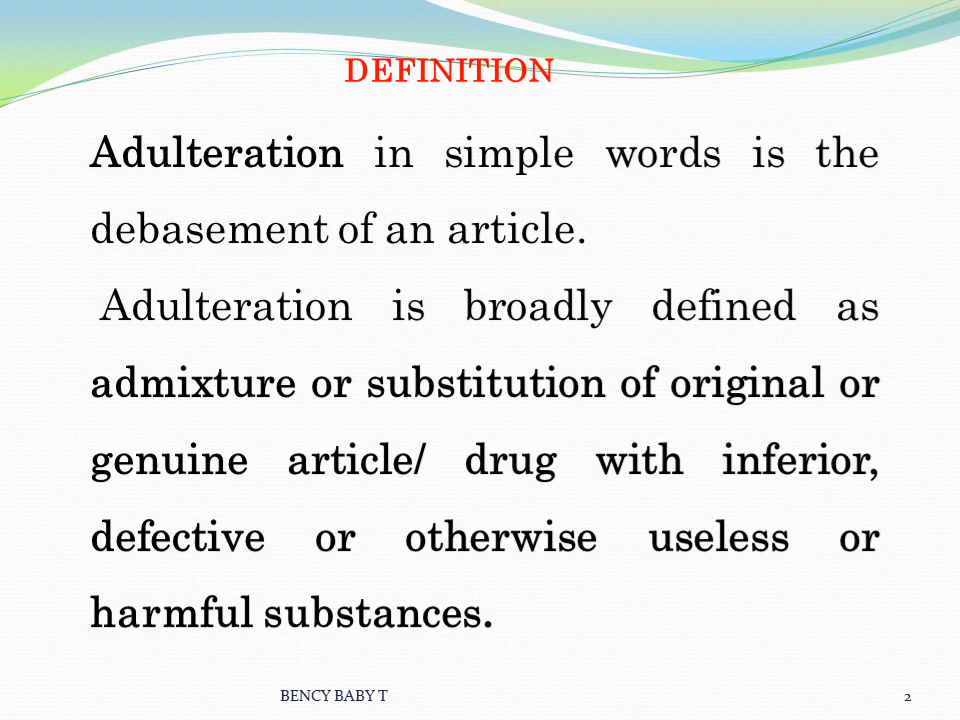 DEFINITION
Adulteration in simple words is the
debasement of an article.
Adulteration is broadly defined as
admixture or substitution of original or
genuine article/ drug with inferior,
defective or otherwise useless or
harmful substances.
BENCY BABY T
2